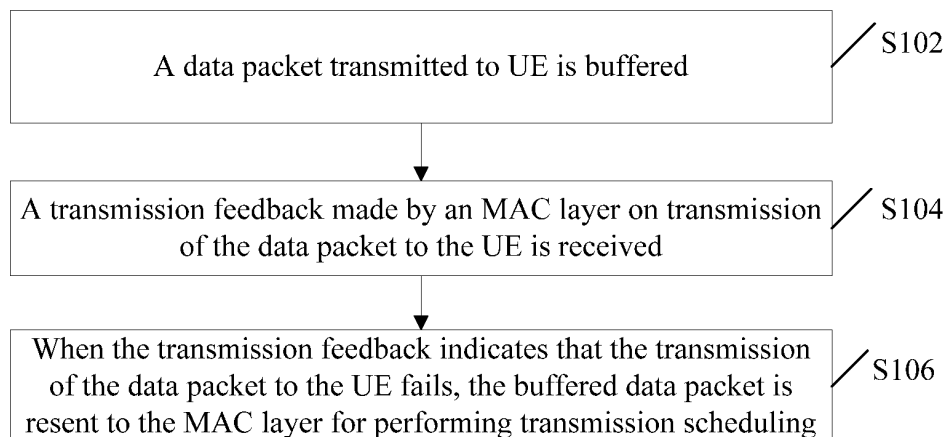 A data packet transmitted to UE is buffered
S102
A transmission feedback made by an MAC layer on transmission
of the data packet to the UE is received
S104
When the transmission feedback indicates that the transmission
of the data packet to the UE fails, the buffered data packet is
resent to the MAC layer for performing transmission scheduling
S106